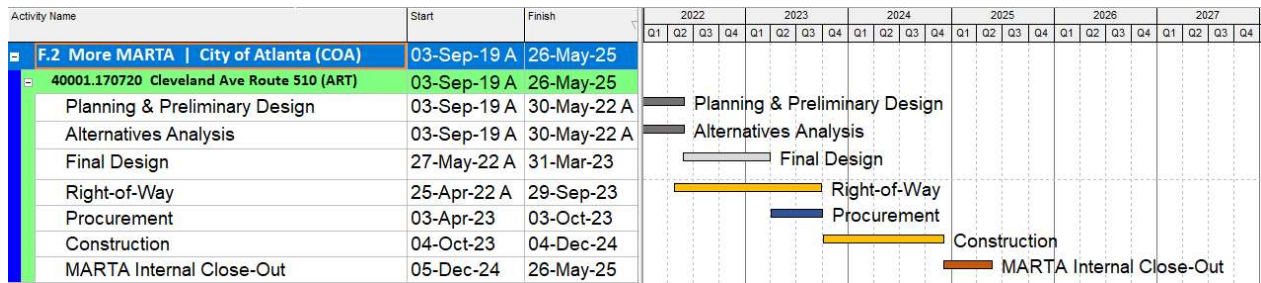 Activity Name Start Finish 2022 2023 2024 2025 2026 2027
Q1 Q2 Q3 Q4 Q1 Q2 Q3 Q4 Q1 Q2 Q3 Q4 Q1 Q2 Q3 Q4 Q1 Q2 Q3 Q4 Q1 Q2 Q3 Q4
F.2 More MARTA | City of Atlanta (COA) 03-Sep-19 A 26-May-25
40001.170720 Cleveland Ave Route 510 (ART) 03-Sep-19 A 26-May-25
Planning & Preliminary Design 03-Sep-19 A 30-May-22 A Planning & Preliminary Design
Alternatives Analysis 03-Sep-19 A 30-May-22 A Alternatives Analysis
Final Design 27-May-22 A 31-Mar-23 Final Design
Right-of-Way 25-Apr-22 A 29-Sep-23 Right-of-Way
Procurement 03-Apr-23 03-Oct-23 Procurement
Construction 04-Oct-23 04-Dec-24 Construction
MARTA Internal Close-Out 05-Dec-24 26-May-25 MARTA Internal Close-Out